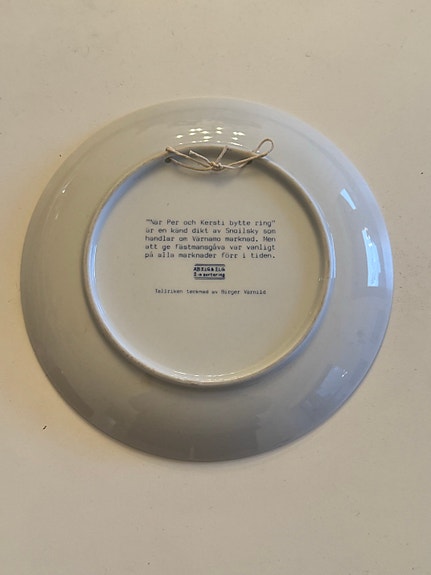 "När Per och Kersti bytte ring"
är en känd dikt av Snoilsky som
handlar om Värnamo marknad. Men
att ge fästmansgåva var vanligt
på alla marknader förr i tiden.
Tallriken tecknad av Birger Varnild